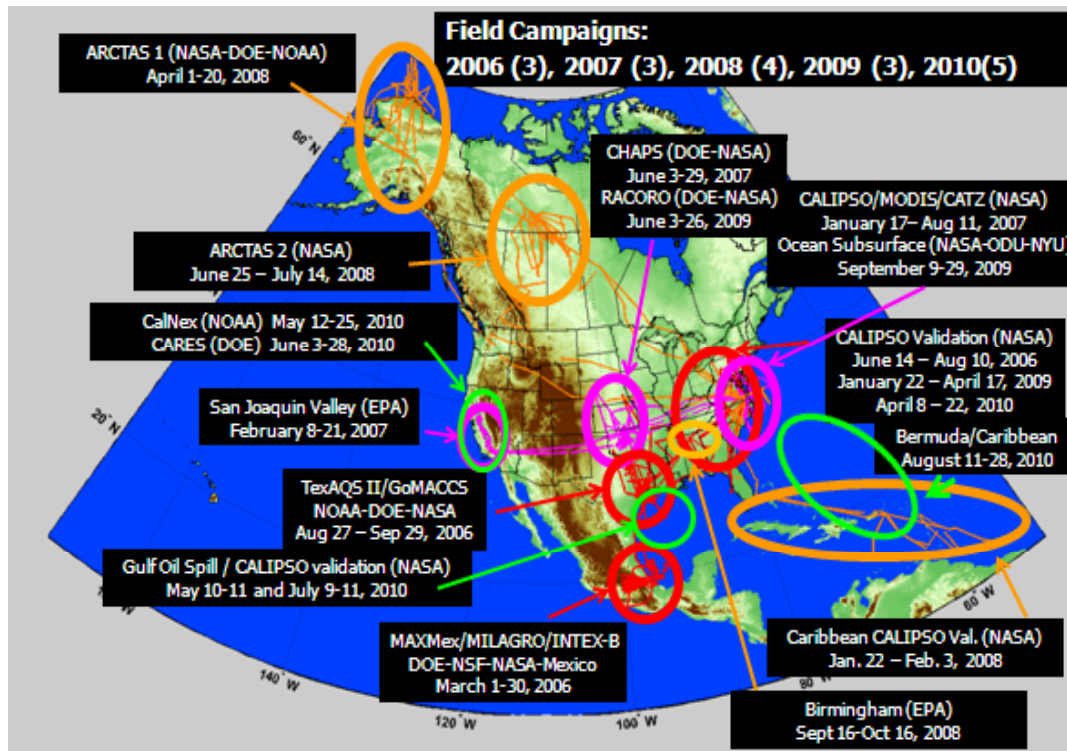 Field Campaigns:
2006 (3), 2007 (3), 2008 (4), 2009 (3), 2010(5)
ARCTAS 1 (NASA-DOE-NOAA)
April 1-20, 2008
60° N
CHAPS (DOE-NASA)
June 3-29, 2007
RACORO (DOE-NASA)
June 3-26, 2009
CALIPSO/MODIS/CATZ (NASA)
January 17– Aug 11, 2007
Ocean Subsurface (NASA-ODU-NYU)
September 9-29, 2009
ARCTAS 2 (NASA)
June 25 – July 14, 2008
CalNex (NOAA) May 12-25, 2010
CARES (DOE) June 3-28, 2010
CALIPSO Validation (NASA)
June 14 – Aug 10, 2006
January 22 – April 17, 2009
April 8 – 22, 2010
20° N
San Joaquin Valley (EPA)
February 8-21, 2007
Bermuda/Caribbean
August 11-28, 2010
TexAQS II/GoMACCS
NOAA-DOE-NASA
Aug 27 – Sep 29, 2006
Gulf Oil Spill / CALIPSO validation (NASA)
May 10-11 and July 9-11, 2010
60° W
MAXMex/MILAGRO/INTEX-B
DOE-NSF-NASA-Mexico
March 1-30, 2006
Caribbean CALIPSO Val. (NASA)
Jan. 22 – Feb. 3, 2008
140° W
120° W
100° W
80° W
Birmingham (EPA)
Sept 16-Oct 16, 2008